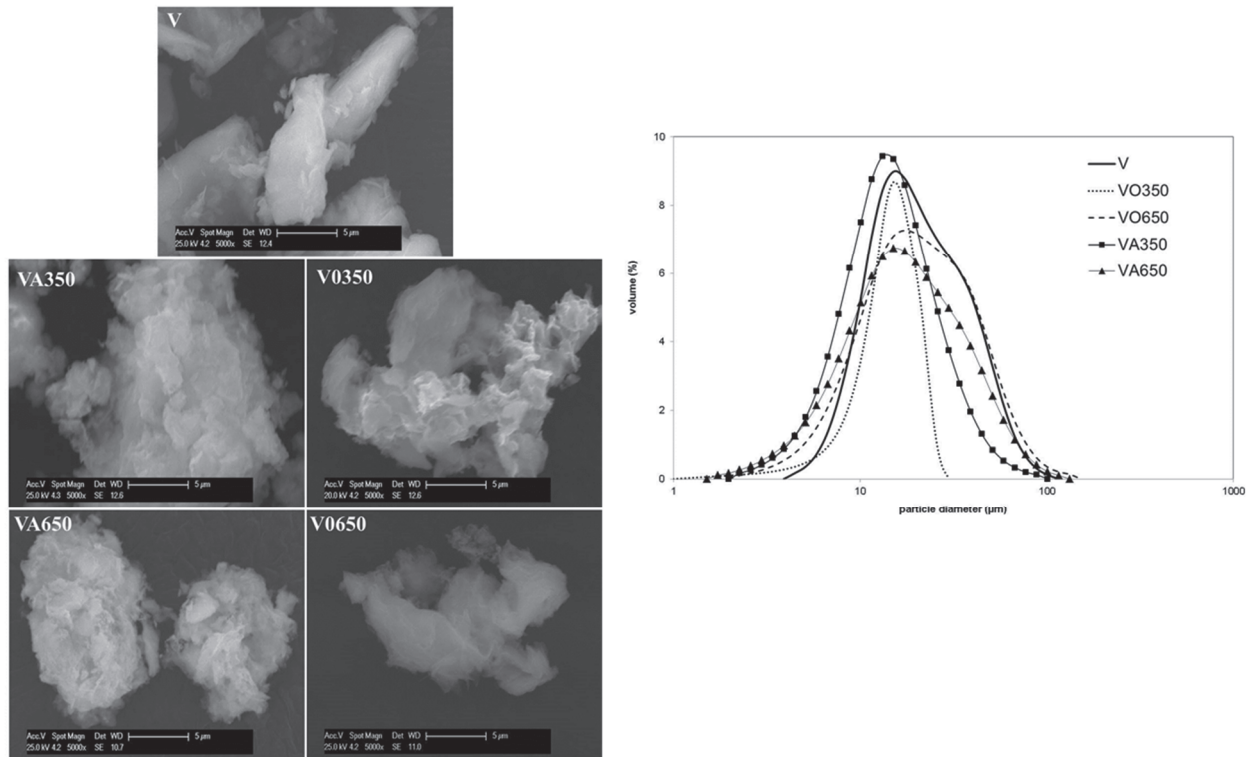 V
Acc.V Spot Magn Det WD 5 µm
25.0 kV 4.2 5000x SE 12.4
VA350
Acc.V Spot Magn Det WD 5 µm
25.0 kV 4.3 5000x SE 12.6
V0350
Acc.V Spot Magn Det WD 5 µm
20.0 kV 4.2 5000x SE 12.6
VA650
Acc.V Spot Magn Det WD 5 µm
25.0 kV 4.2 5000x SE 10.7
V0650
Acc.V Spot Magn Det WD 5 µm
25.0 kV 4.2 5000x SE 11.0
volume (%)
10
8
6
4
2
0
1
10
100
1000
particle diameter (µm)
V
VO350
VO650
VA350
VA650